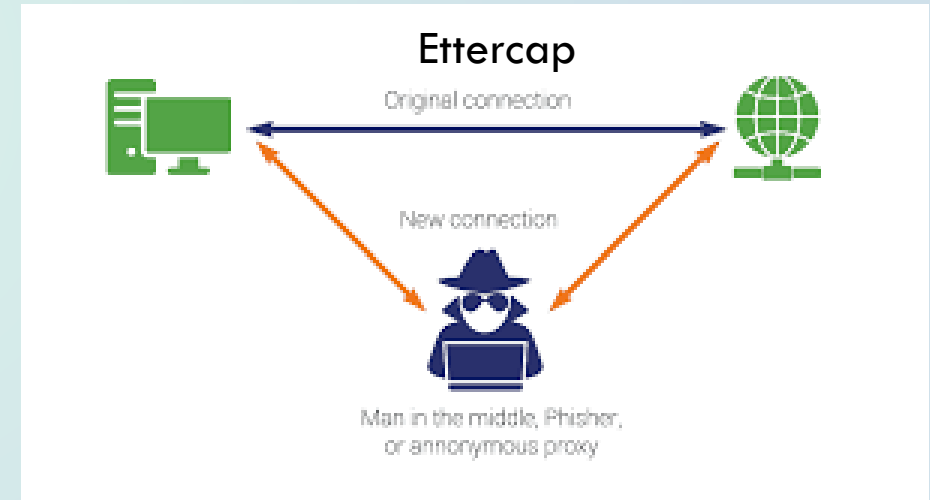 Ettercap
Original connection
New connection
Man in the middle, Phisher,
or annonymous proxy